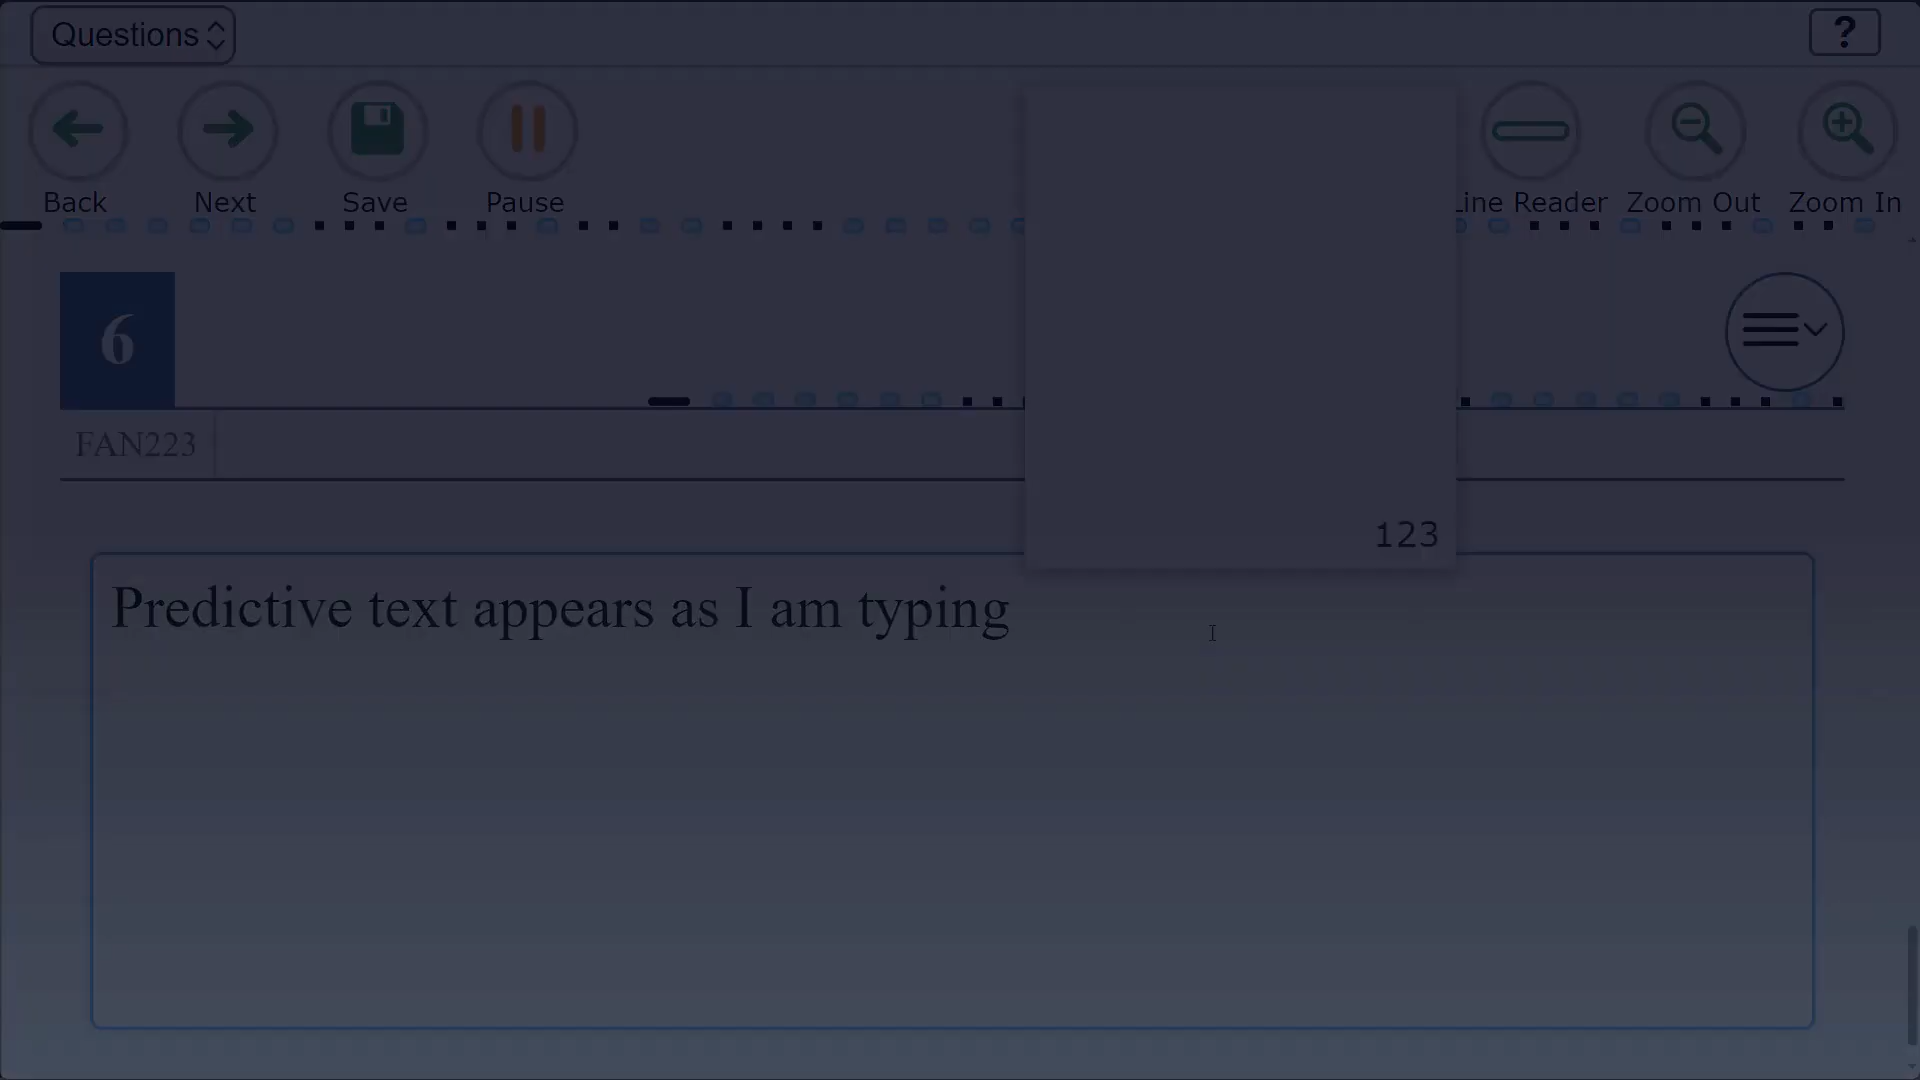 Questions
?
Back Next Save Pause Line Reader Zoom Out Zoom In
6
FAN223
123
Predictive text appears as I am typing